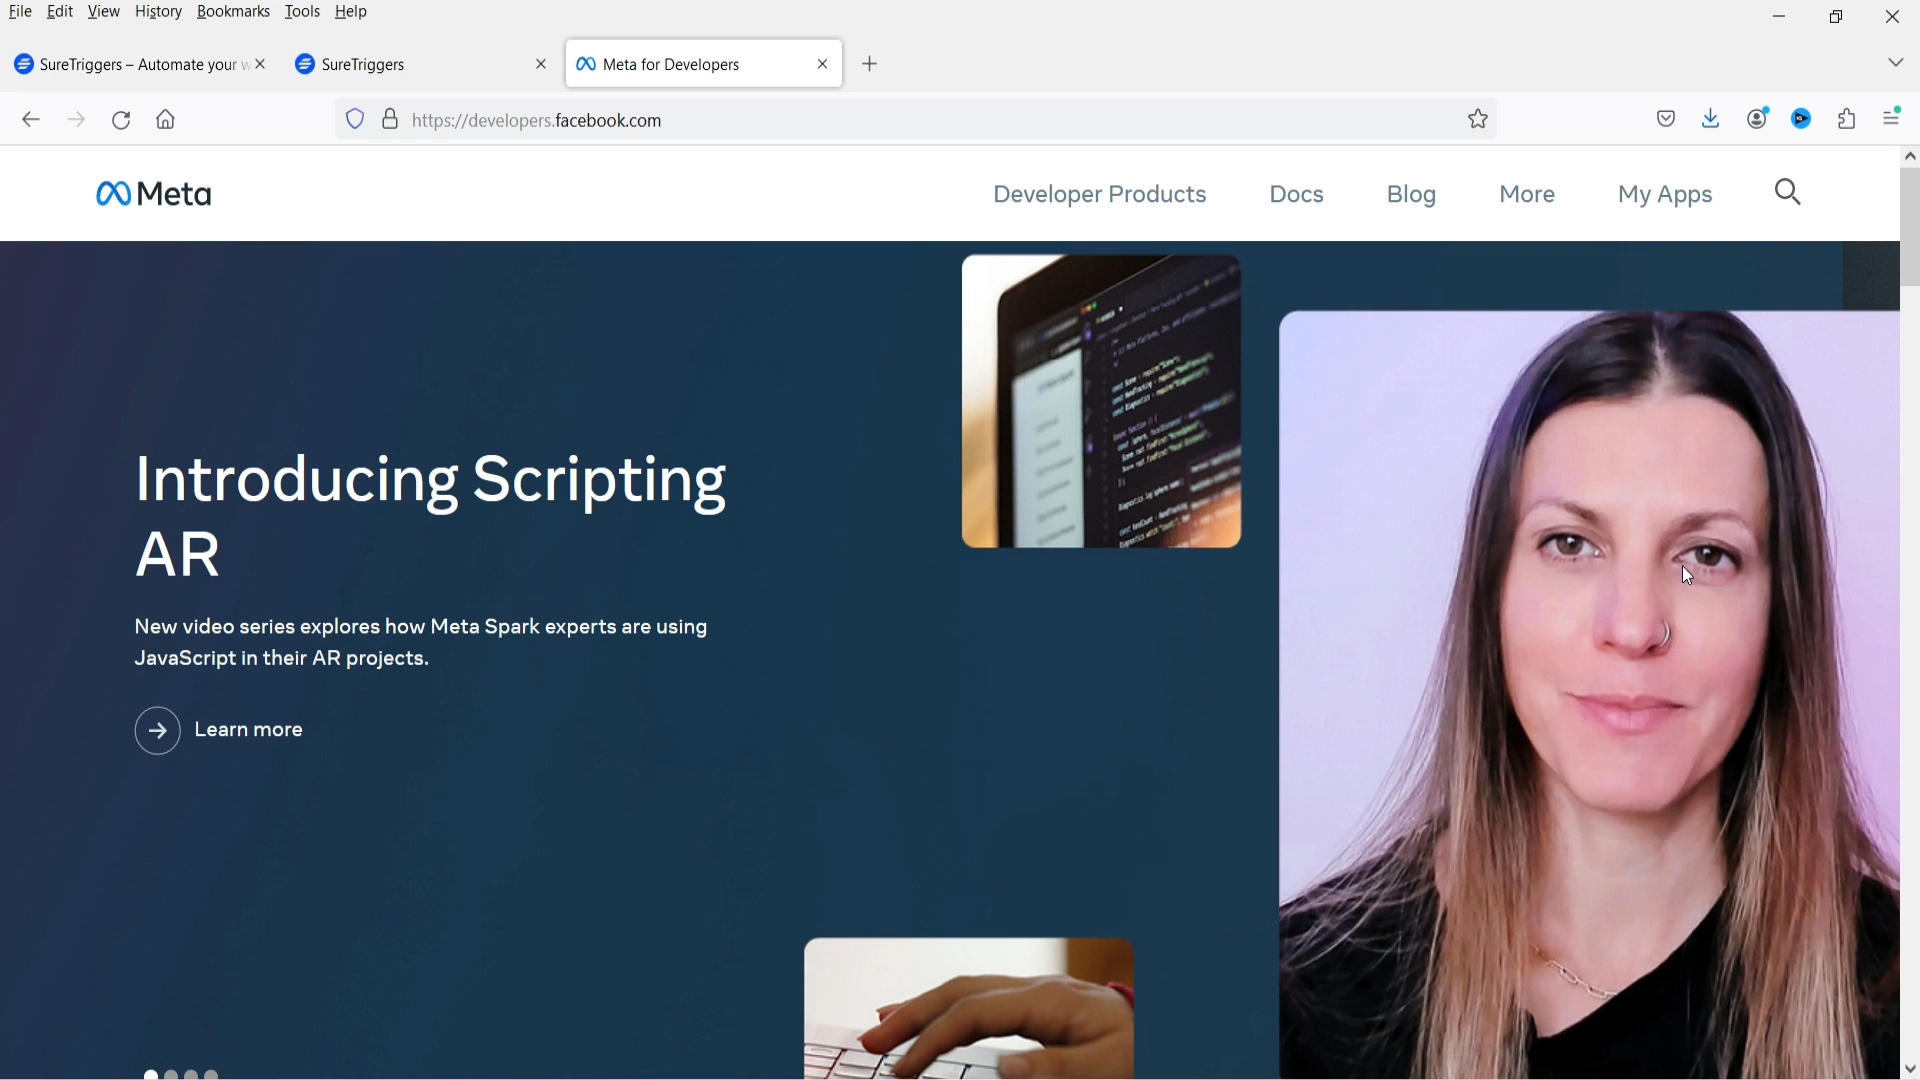 File Edit View History Bookmarks Tools Help
SureTriggers – Automate your w
SureTriggers
Meta for Developers
https://developers.facebook.com
Meta
Developer Products
Docs
Blog
More
My Apps
Introducing Scripting
AR
New video series explores how Meta Spark experts are using
JavaScript in their AR projects.
Learn more